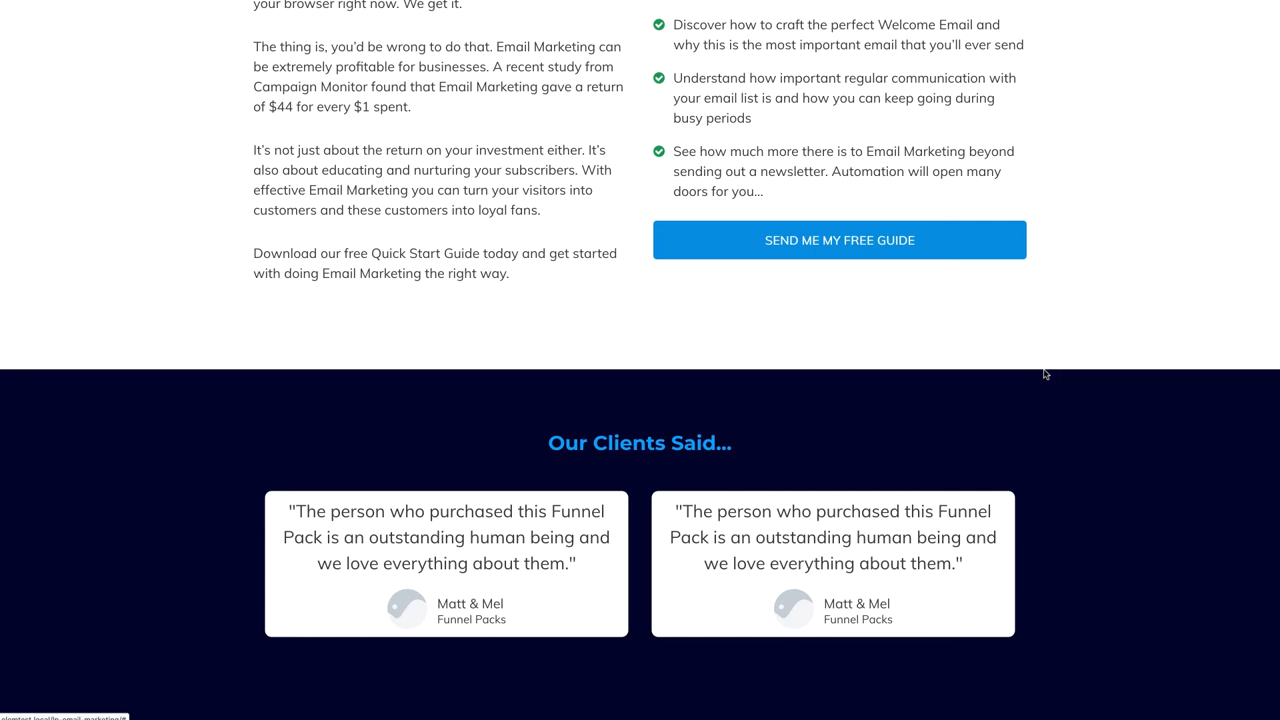 your browser right now. We get it.
The thing is, you’d be wrong to do that. Email Marketing can
be extremely profitable for businesses. A recent study from
Campaign Monitor found that Email Marketing gave a return
of $44 for every $1 spent.
It’s not just about the return on your investment either. It’s
also about educating and nurturing your subscribers. With
effective Email Marketing you can turn your visitors into
customers and these customers into loyal fans.
Download our free Quick Start Guide today and get started
with doing Email Marketing the right way.
Discover how to craft the perfect Welcome Email and
why this is the most important email that you’ll ever send
Understand how important regular communication with
your email list is and how you can keep going during
busy periods
See how much more there is to Email Marketing beyond
sending out a newsletter. Automation will open many
doors for you...
SEND ME MY FREE GUIDE
Our Clients Said...
"The person who purchased this Funnel
Pack is an outstanding human being and
we love everything about them."
Matt & Mel
Funnel Packs
"The person who purchased this Funnel
Pack is an outstanding human being and
we love everything about them."
Matt & Mel
Funnel Packs